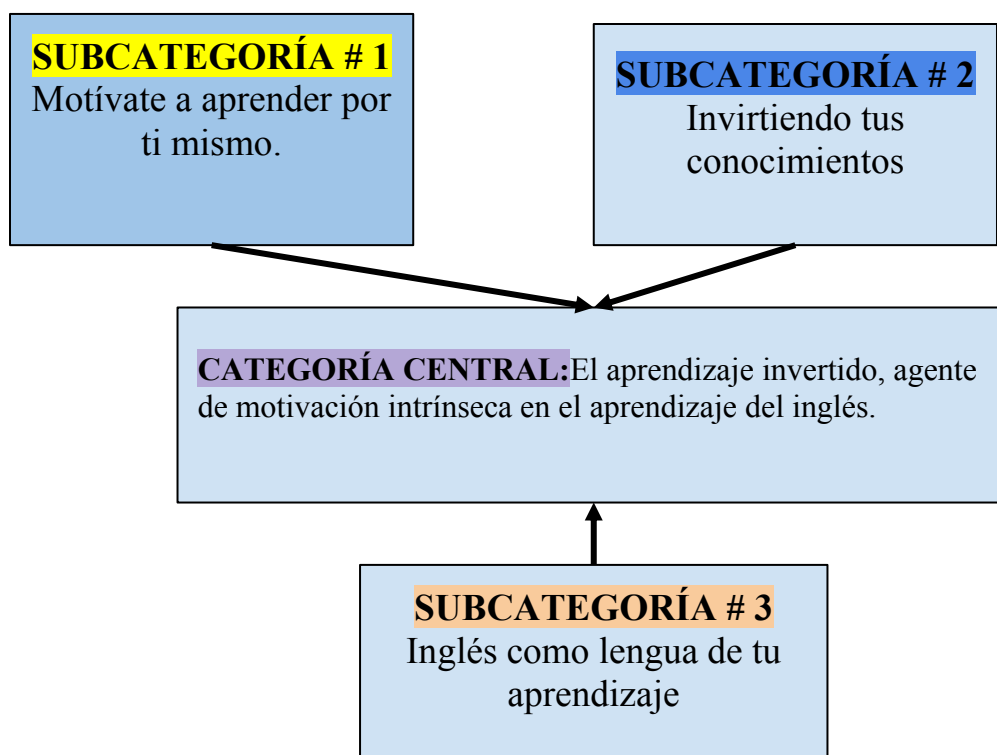 SUBCATEGORÍA # 1
Motívate a aprender por
ti mismo.
SUBCATEGORÍA # 2
Invirtiendo tus
conocimientos
CATEGORÍA CENTRAL:El aprendizaje invertido, agente
de motivación intrínseca en el aprendizaje del inglés.
SUBCATEGORÍA # 3
Inglés como lengua de tu
aprendizaje